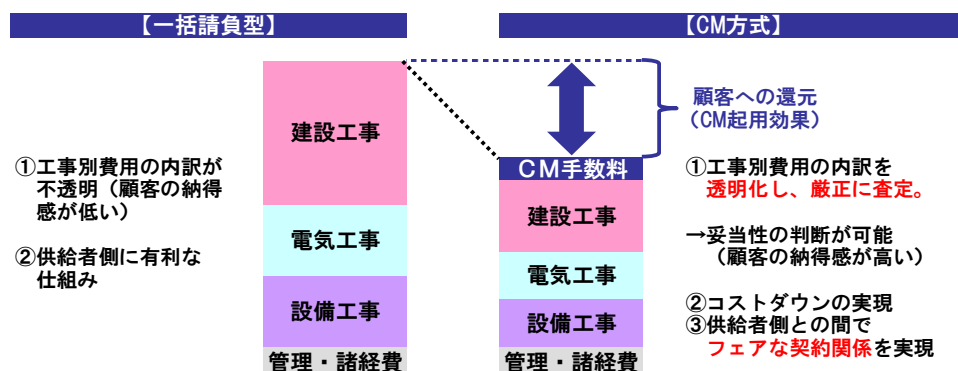 【一括請負型】
①工事別費用の内訳が
不透明（顧客の納得
感が低い）
②供給者側に有利な
仕組み
建設工事
電気工事
設備工事
管理・諸経費
【CM方式】
顧客への還元
（CM起用効果）
ＣＭ手数料
建設工事
電気工事
設備工事
管理・諸経費
①工事別費用の内訳を
透明化し、厳正に査定。
→妥当性の判断が可能
（顧客の納得感が高い）
②コストダウンの実現
③供給者側との間で
フェアな契約関係を実現